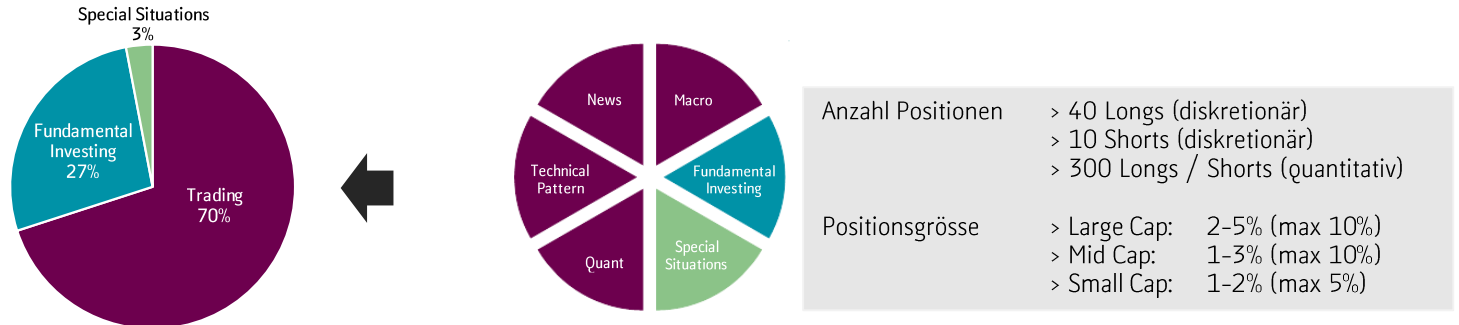 Special Situations
3%
Fundamental
Investing
27%
Trading
70%
News
Macro
Technical
Pattern
Fundamental
Investing
Quant
Special
Situations
Anzahl Positionen > 40 Longs (diskretionär)
> 10 Shorts (diskretionär)
> 300 Longs / Shorts (quantitativ)
Positionsgrösse > Large Cap: 2-5% (max 10%)
> Mid Cap: 1-3% (max 10%)
> Small Cap: 1-2% (max 5%)